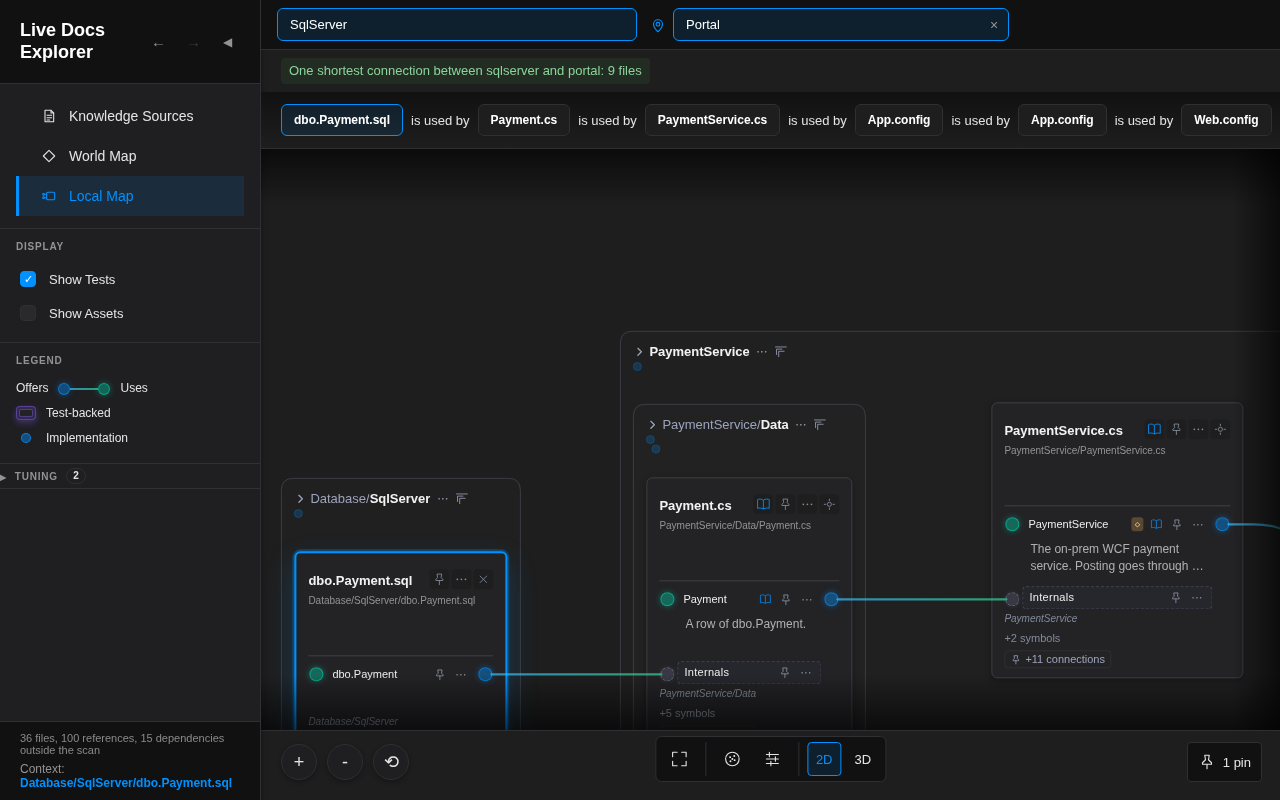 Live Docs
Explorer
Knowledge Sources
World Map
Local Map
DISPLAY
Show Tests
Show Assets
LEGEND
Offers Uses
Test-backed
Implementation
TUNING 2
36 files, 100 references, 15 dependencies
outside the scan
Context:
Database/SqlServer/dbo.Payment.sql
SqlServer
Portal
One shortest connection between sqlserver and portal: 9 files
dbo.Payment.sql is used by Payment.cs is used by PaymentService.cs is used by App.config is used by App.config is used by Web.config
PaymentService
PaymentService/Data
Database/SqlServer
dbo.Payment.sql
Database/SqlServer/dbo.Payment.sql
dbo.Payment
Database/SqlServer
Payment.cs
PaymentService/Data/Payment.cs
Payment
A row of dbo.Payment.
Internals
PaymentService/Data
+5 symbols
PaymentService.cs
PaymentService/PaymentService.cs
PaymentService
The on-prem WCF payment
service. Posting goes through …
Internals
PaymentService
+2 symbols
+11 connections
+ -
2D 3D
1 pin